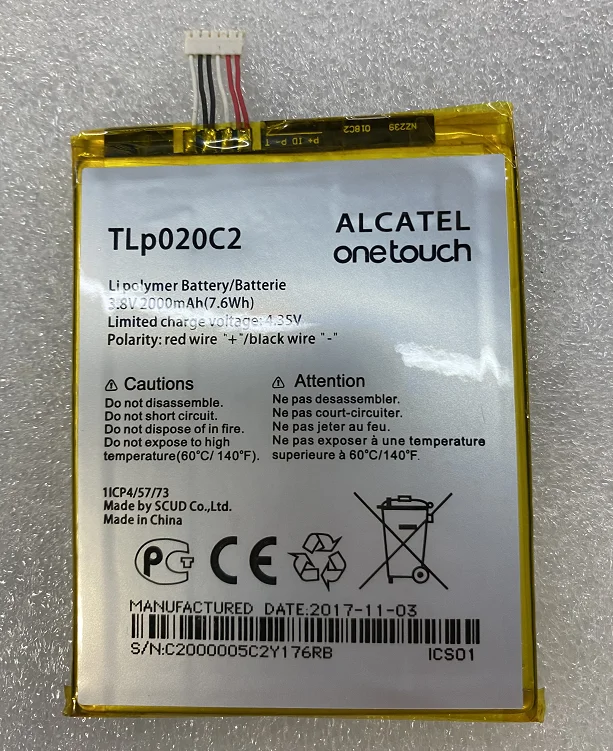 NZ239 018C2 P+ ID P- T
TLp020C2
ALCATEL
onetouch
Li polymer Battery/Batterie
3.8V 2000mAh(7.6Wh)
Limited charge voltage: 4.35V
Polarity: red wire "+"/black wire "-"
⚠ Cautions
Do not disassemble.
Do not short circuit.
Do not dispose of in fire.
Do not expose to high
temperature(60°C/ 140°F).
⚠ Attention
Ne pas desassembler.
Ne pas court-circuiter.
Ne pas jeter au feu.
Ne pas exposer à une temperature
superieure à 60°C/140°F.
1ICP4/57/73
Made by SCUD Co.,Ltd.
Made in China
PCT CE
MANUFACTURED DATE:2017-11-03
S/N:C2000005C2Y176RB ICS01